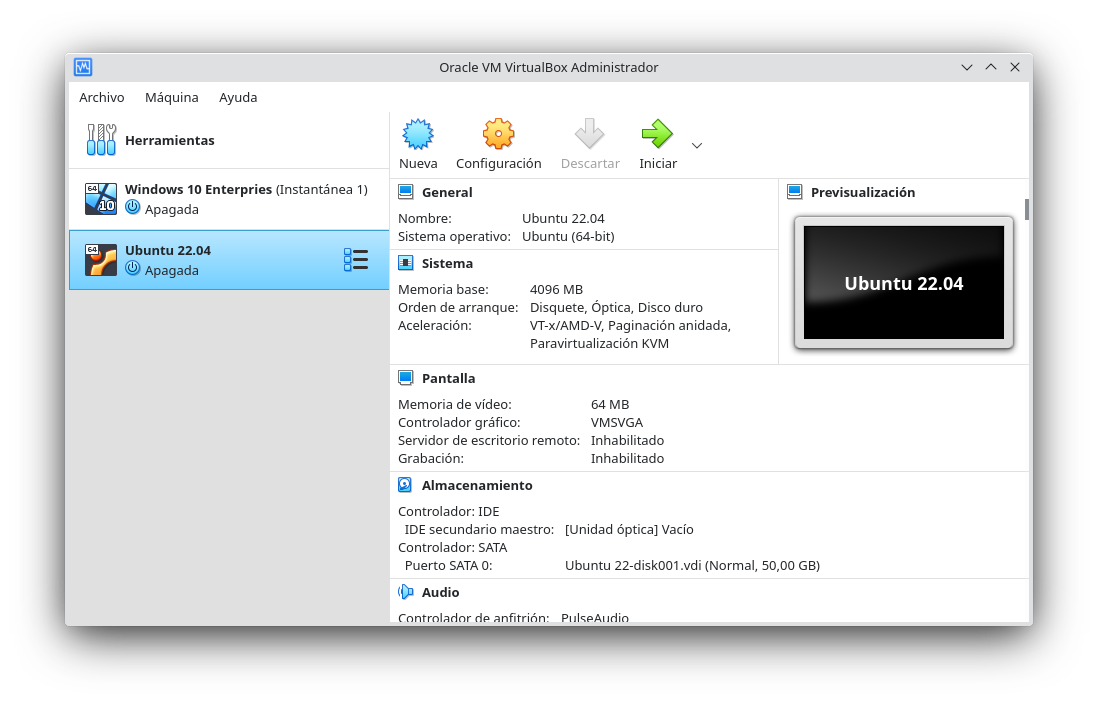 Oracle VM VirtualBox Administrador
Archivo Máquina Ayuda
Herramientas
64
10
Windows 10 Enterpries (Instantánea 1)
Apagada
64
Ubuntu 22.04
Apagada
Nueva Configuración Descartar Iniciar
General
Nombre: Ubuntu 22.04
Sistema operativo: Ubuntu (64-bit)
Sistema
Memoria base: 4096 MB
Orden de arranque: Disquete, Óptica, Disco duro
Aceleración: VT-x/AMD-V, Paginación anidada,
Paravirtualización KVM
Previsualización
Ubuntu 22.04
Pantalla
Memoria de vídeo: 64 MB
Controlador gráfico: VMSVGA
Servidor de escritorio remoto: Inhabilitado
Grabación: Inhabilitado
Almacenamiento
Controlador: IDE
IDE secundario maestro: [Unidad óptica] Vacío
Controlador: SATA
Puerto SATA 0: Ubuntu 22-disk001.vdi (Normal, 50,00 GB)
Audio
Controlador de anfitrión: PulseAudio